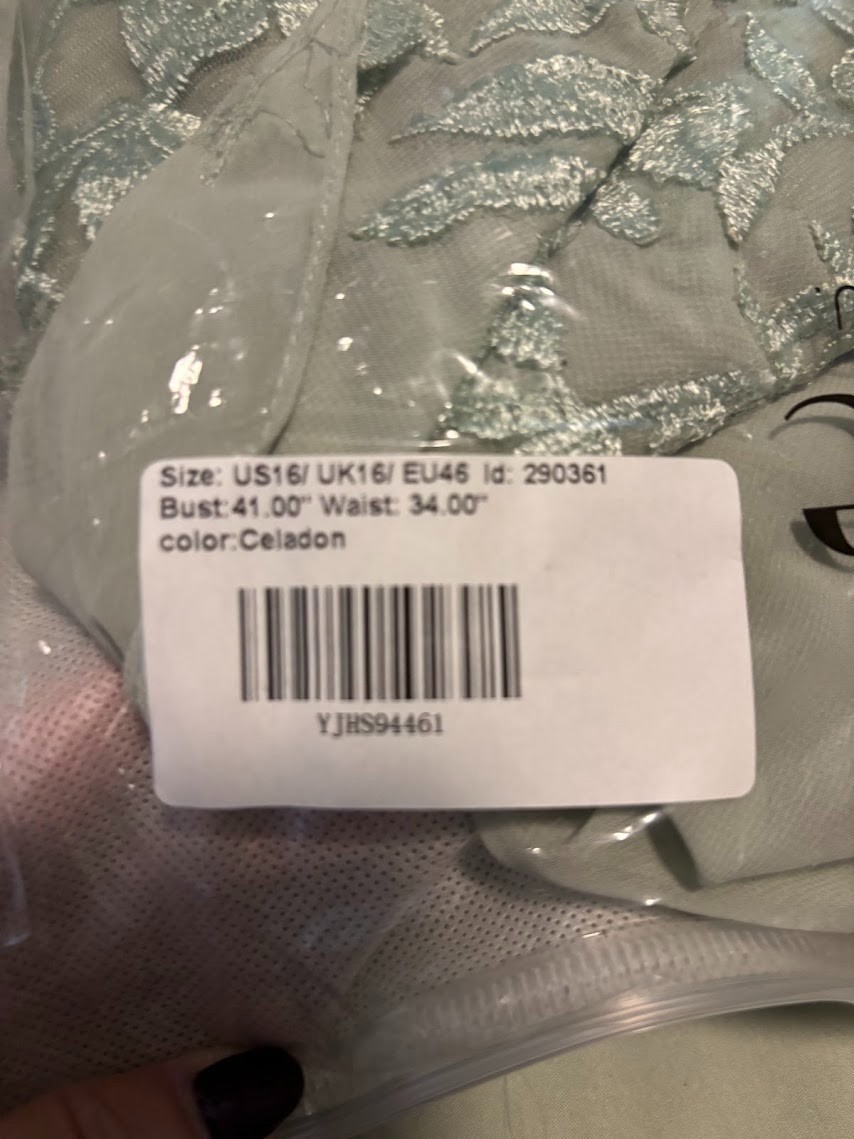 Size: US16/ UK16/ EU46 Id: 290361
Bust:41.00" Waist: 34.00"
color:Celadon
YJHS94461